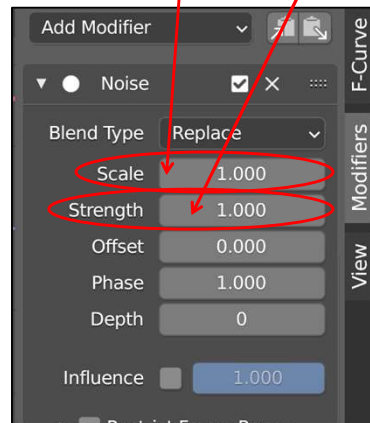 Add Modifier
Noise
Blend Type Replace
Scale 1.000
Strength 1.000
Offset 0.000
Phase 1.000
Depth 0
Influence 1.000
F-Curve
Modifiers
View